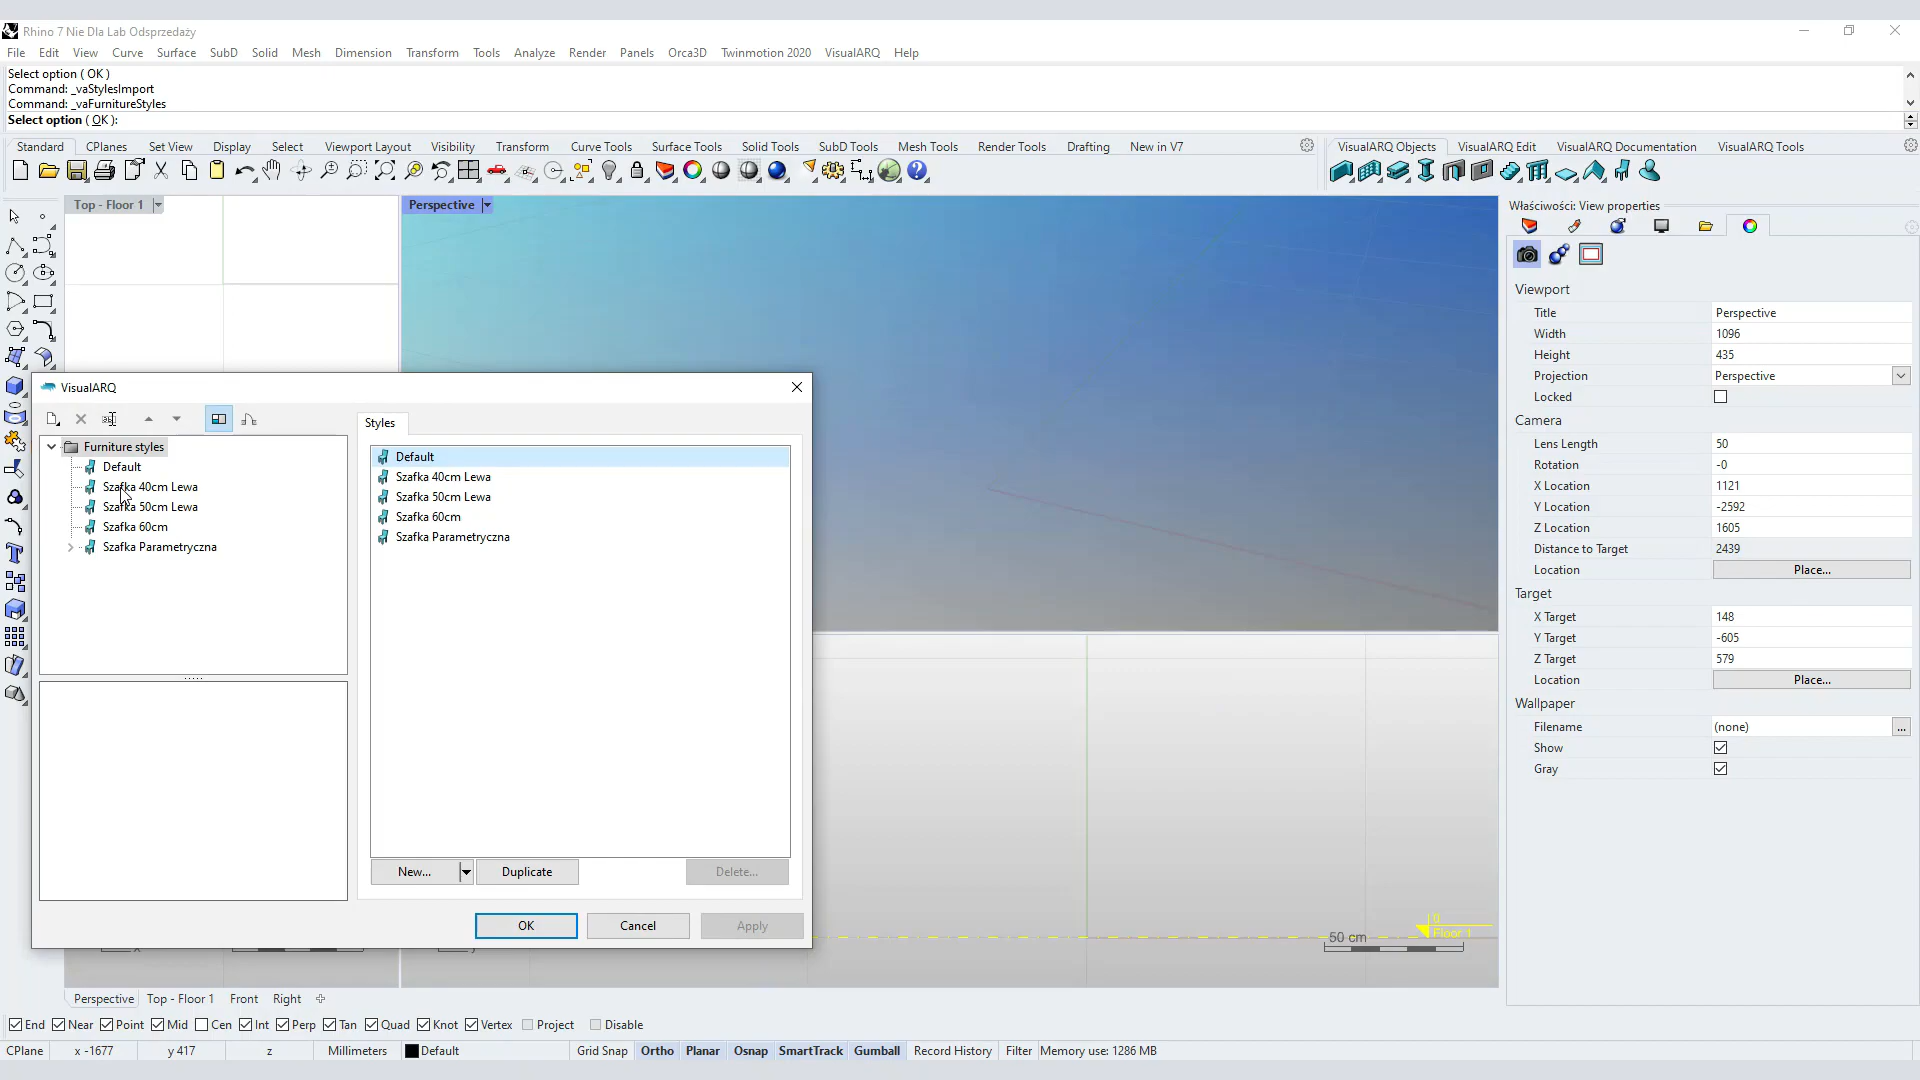 Rhino 7 Nie Dla Lab Odsprzedaży
File Edit View Curve Surface SubD Solid Mesh Dimension Transform Tools Analyze Render Panels Orca3D Twinmotion 2020 VisualARQ Help
Select option ( OK )
Command: _vaStylesImport
Command: _vaFurnitureStyles
Select option ( OK ):
Standard CPlanes Set View Display Select Viewport Layout Visibility Transform Curve Tools Surface Tools Solid Tools SubD Tools Mesh Tools Render Tools Drafting New in V7
VisualARQ Objects VisualARQ Edit VisualARQ Documentation VisualARQ Tools
Top - Floor 1
Perspective
VisualARQ
Furniture styles
Default
Szafka 40cm Lewa
Szafka 50cm Lewa
Szafka 60cm
Szafka Parametryczna
Styles
Default
Szafka 40cm Lewa
Szafka 50cm Lewa
Szafka 60cm
Szafka Parametryczna
New... Duplicate Delete...
OK Cancel Apply
0
Floor 1
50 cm
Właściwości: View properties
Viewport
Title Perspective
Width 1096
Height 435
Projection Perspective
Locked
Camera
Lens Length 50
Rotation -0
X Location 1121
Y Location -2592
Z Location 1605
Distance to Target 2439
Location Place...
Target
X Target 148
Y Target -605
Z Target 579
Location Place...
Wallpaper
Filename (none) ...
Show
Gray
Perspective Top - Floor 1 Front Right
End Near Point Mid Cen Int Perp Tan Quad Knot Vertex Project Disable
CPlane x -1677 y 417 z Millimeters Default Grid Snap Ortho Planar Osnap SmartTrack Gumball Record History Filter Memory use: 1286 MB